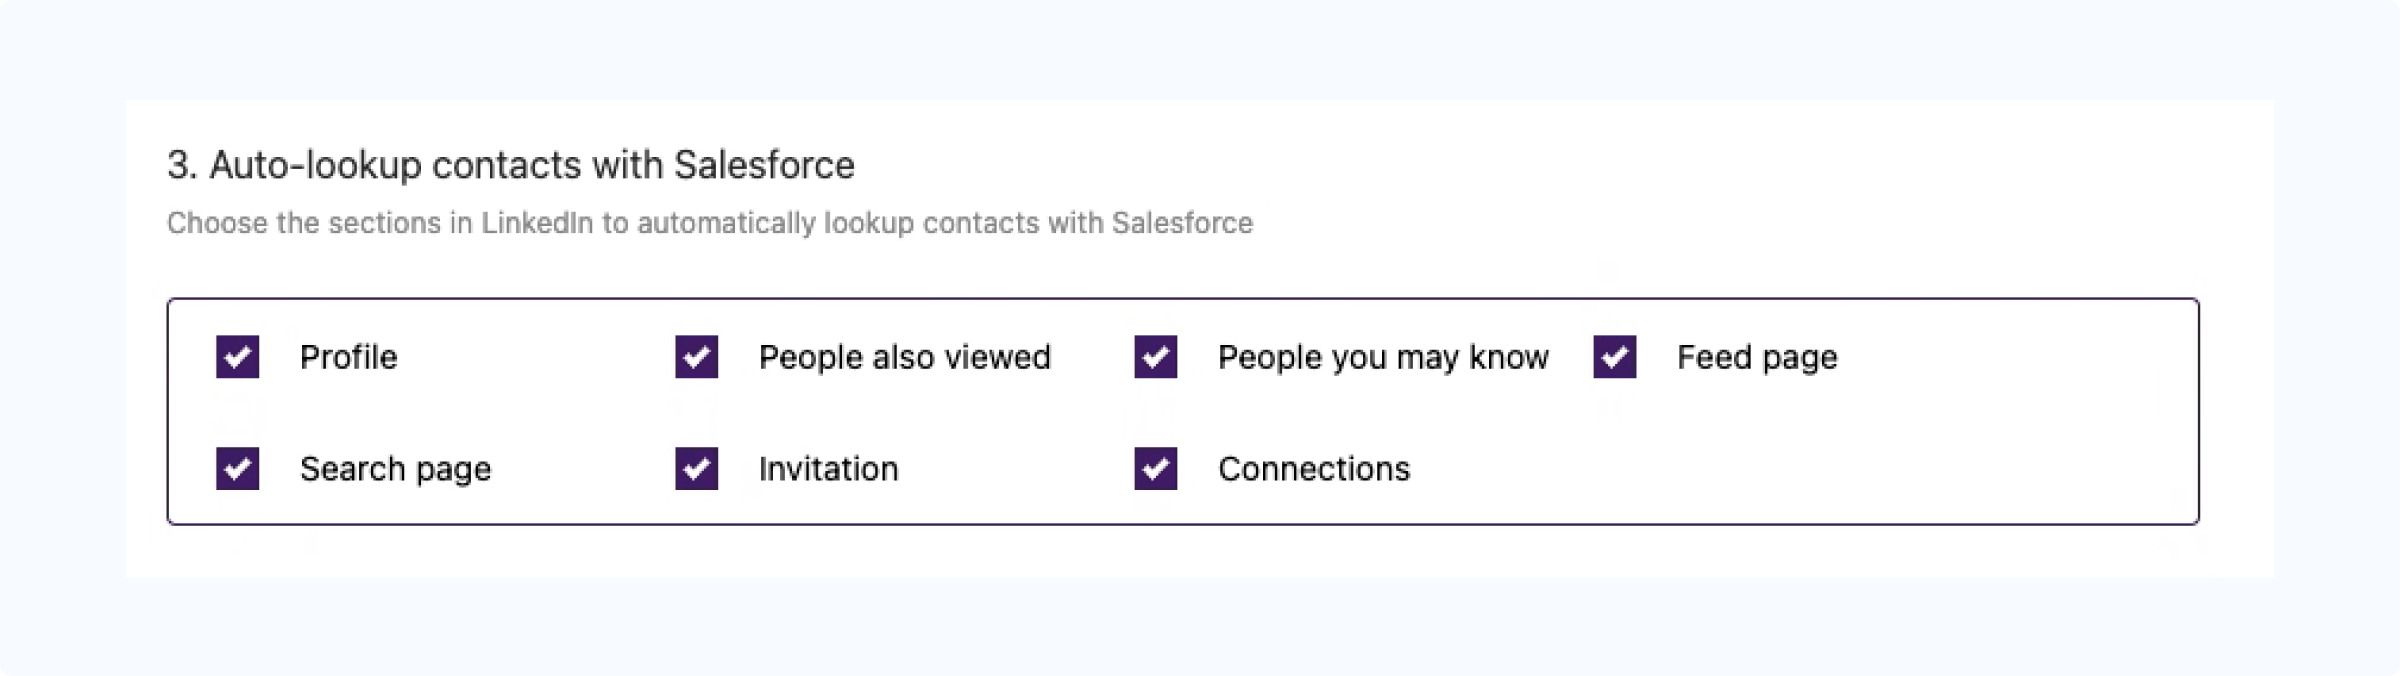 3. Auto-lookup contacts with Salesforce
Choose the sections in LinkedIn to automatically lookup contacts with Salesforce
Profile People also viewed People you may know Feed page
Search page Invitation Connections